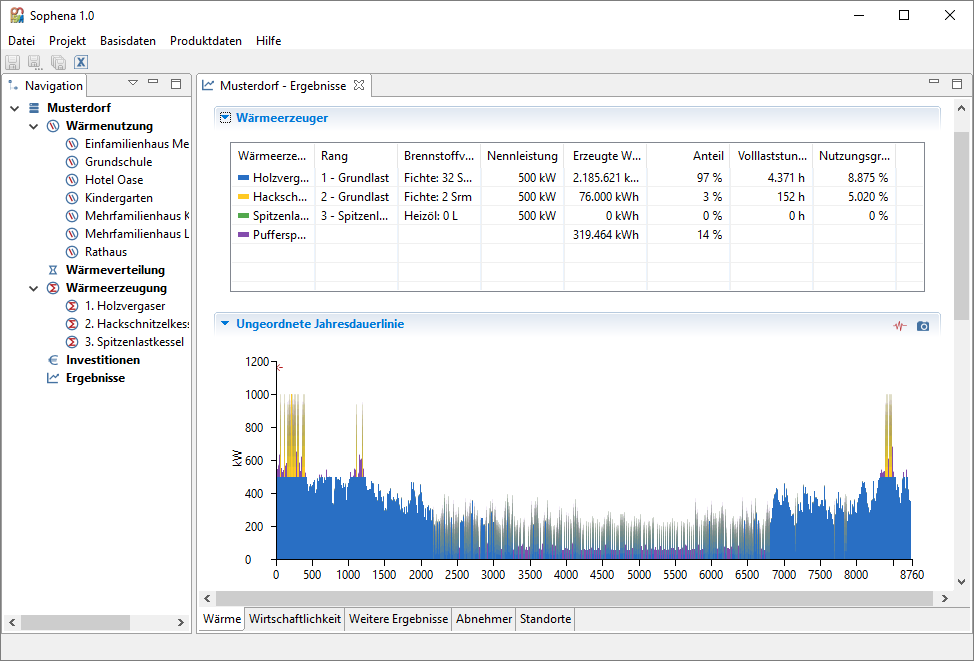 Sophena 1.0
Datei Projekt Basisdaten Produktdaten Hilfe
Navigation
Musterdorf
Wärmenutzung
Einfamilienhaus Me
Grundschule
Hotel Oase
Kindergarten
Mehrfamilienhaus K
Mehrfamilienhaus L
Rathaus
Wärmeverteilung
Wärmeerzeugung
1. Holzvergaser
2. Hackschnitzelkes
3. Spitzenlastkessel
Investitionen
Ergebnisse
Musterdorf - Ergebnisse
Wärmeerzeuger
Wärmeerze... Rang Brennstoffv... Nennleistung Erzeugte W... Anteil Volllaststun... Nutzungsgr...
Holzverg... 1 - Grundlast Fichte: 32 S... 500 kW 2.185.621 k... 97 % 4.371 h 8.875 %
Hacksch... 2 - Grundlast Fichte: 2 Srm 500 kW 76.000 kWh 3 % 152 h 5.020 %
Spitzenla... 3 - Spitzenl... Heizöl: 0 L 500 kW 0 kWh 0 % 0 h 0 %
Puffersp... 319.464 kWh 14 %
Ungeordnete Jahresdauerlinie
1200
1000
800
600
400
200
0
kW
0 500 1000 1500 2000 2500 3000 3500 4000 4500 5000 5500 6000 6500 7000 7500 8000 8760
Wärme Wirtschaftlichkeit Weitere Ergebnisse Abnehmer Standorte